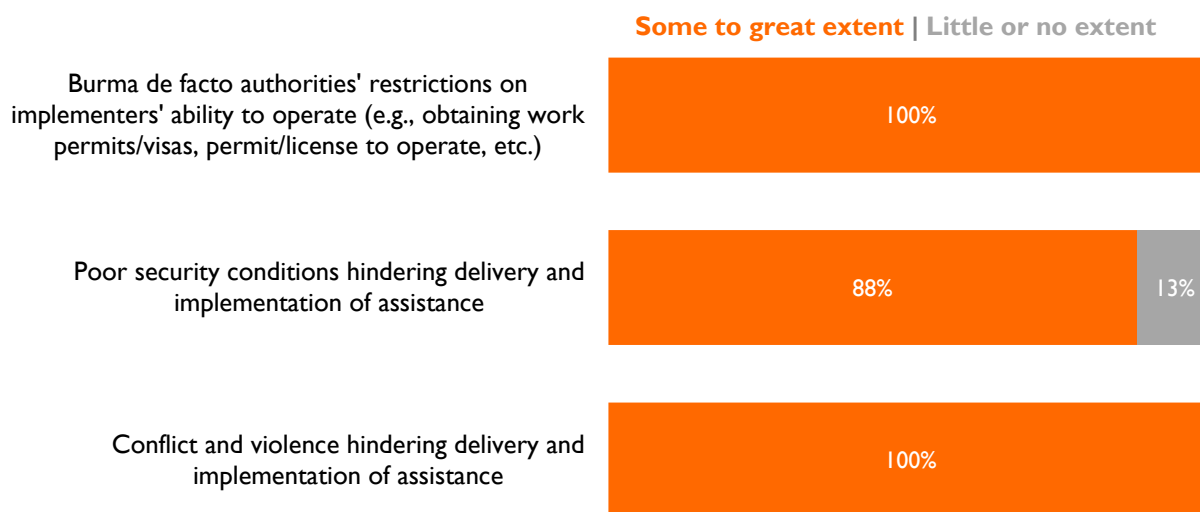 Some to great extent | Little or no extent
Burma de facto authorities' restrictions on
implementers' ability to operate (e.g., obtaining work
permits/visas, permit/license to operate, etc.)
100%
Poor security conditions hindering delivery and
implementation of assistance
88%
13%
Conflict and violence hindering delivery and
implementation of assistance
100%